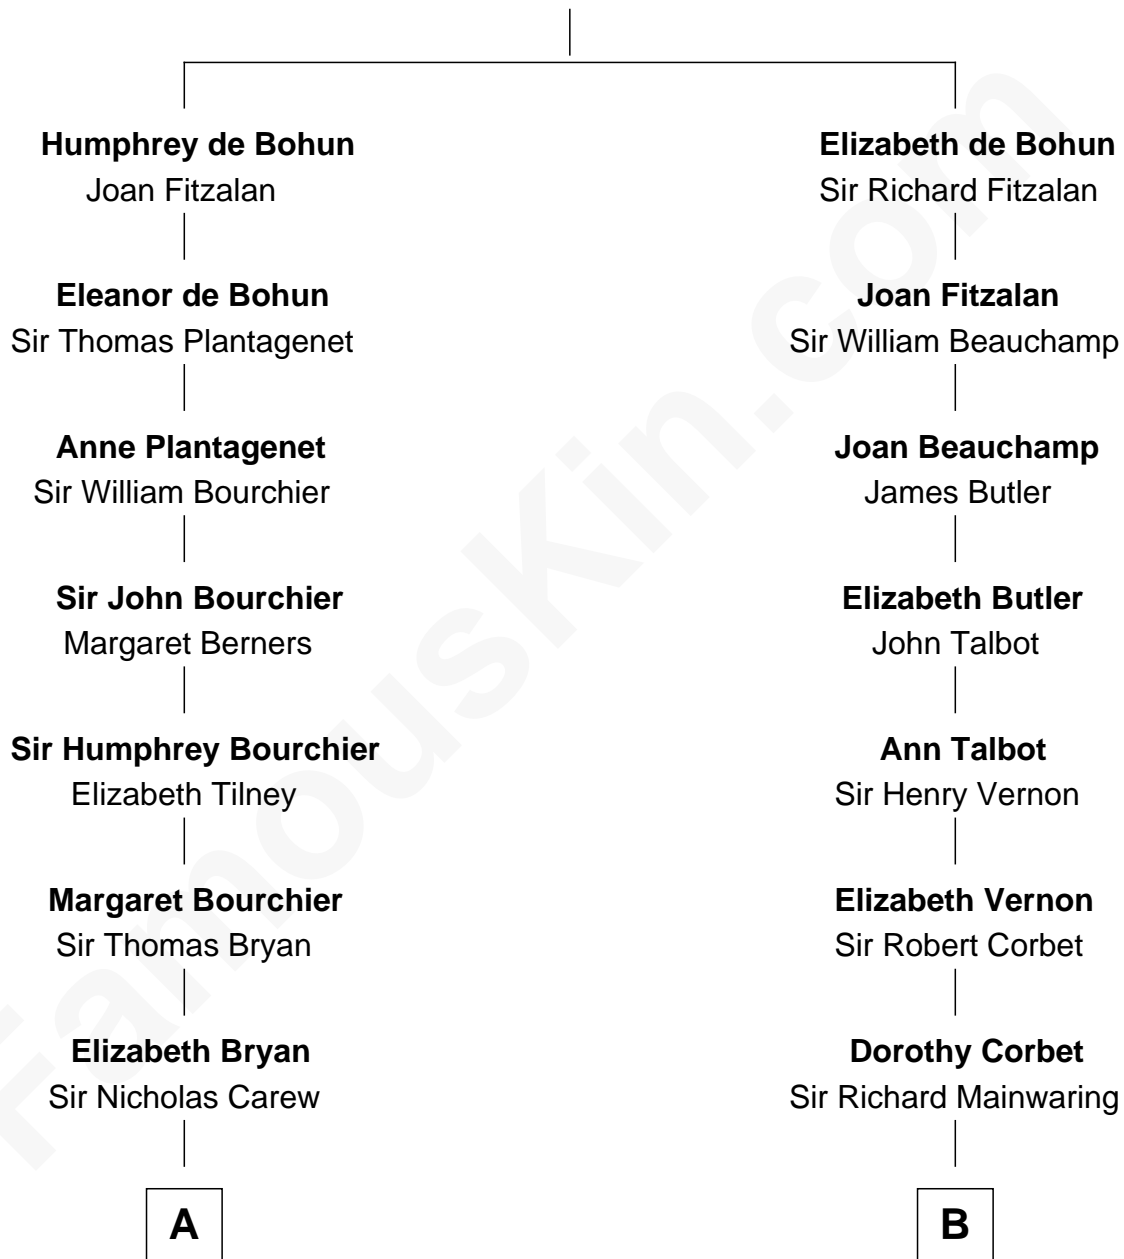 Humphrey de Bohun
Joan Fitzalan
Eleanor de Bohun
Sir Thomas Plantagenet
Anne Plantagenet
Sir William Bourchier
Sir John Bourchier
Margaret Berners
Sir Humphrey Bourchier
Elizabeth Tilney
Margaret Bourchier
Sir Thomas Bryan
Elizabeth Bryan
Sir Nicholas Carew
A
Elizabeth de Bohun
Sir Richard Fitzalan
Joan Fitzalan
Sir William Beauchamp
Joan Beauchamp
James Butler
Elizabeth Butler
John Talbot
Ann Talbot
Sir Henry Vernon
Elizabeth Vernon
Sir Robert Corbet
Dorothy Corbet
Sir Richard Mainwaring
B
FamousKin.com